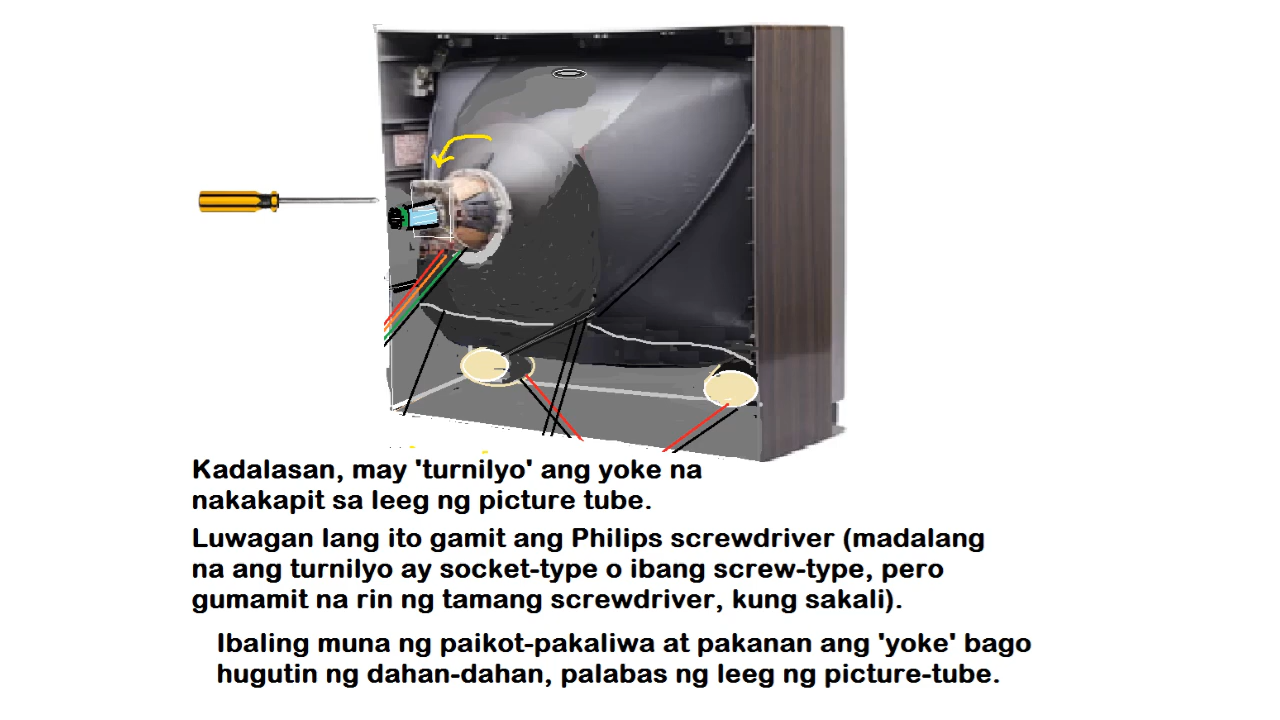 Kadalasan, may 'turnilyo' ang yoke na
nakakapit sa leeg ng picture tube.
Luwagan lang ito gamit ang Philips screwdriver (madalang
na ang turnilyo ay socket-type o ibang screw-type, pero
gumamit na rin ng tamang screwdriver, kung sakali).
Ibaling muna ng paikot-pakaliwa at pakanan ang 'yoke' bago
hugutin ng dahan-dahan, palabas ng leeg ng picture-tube.